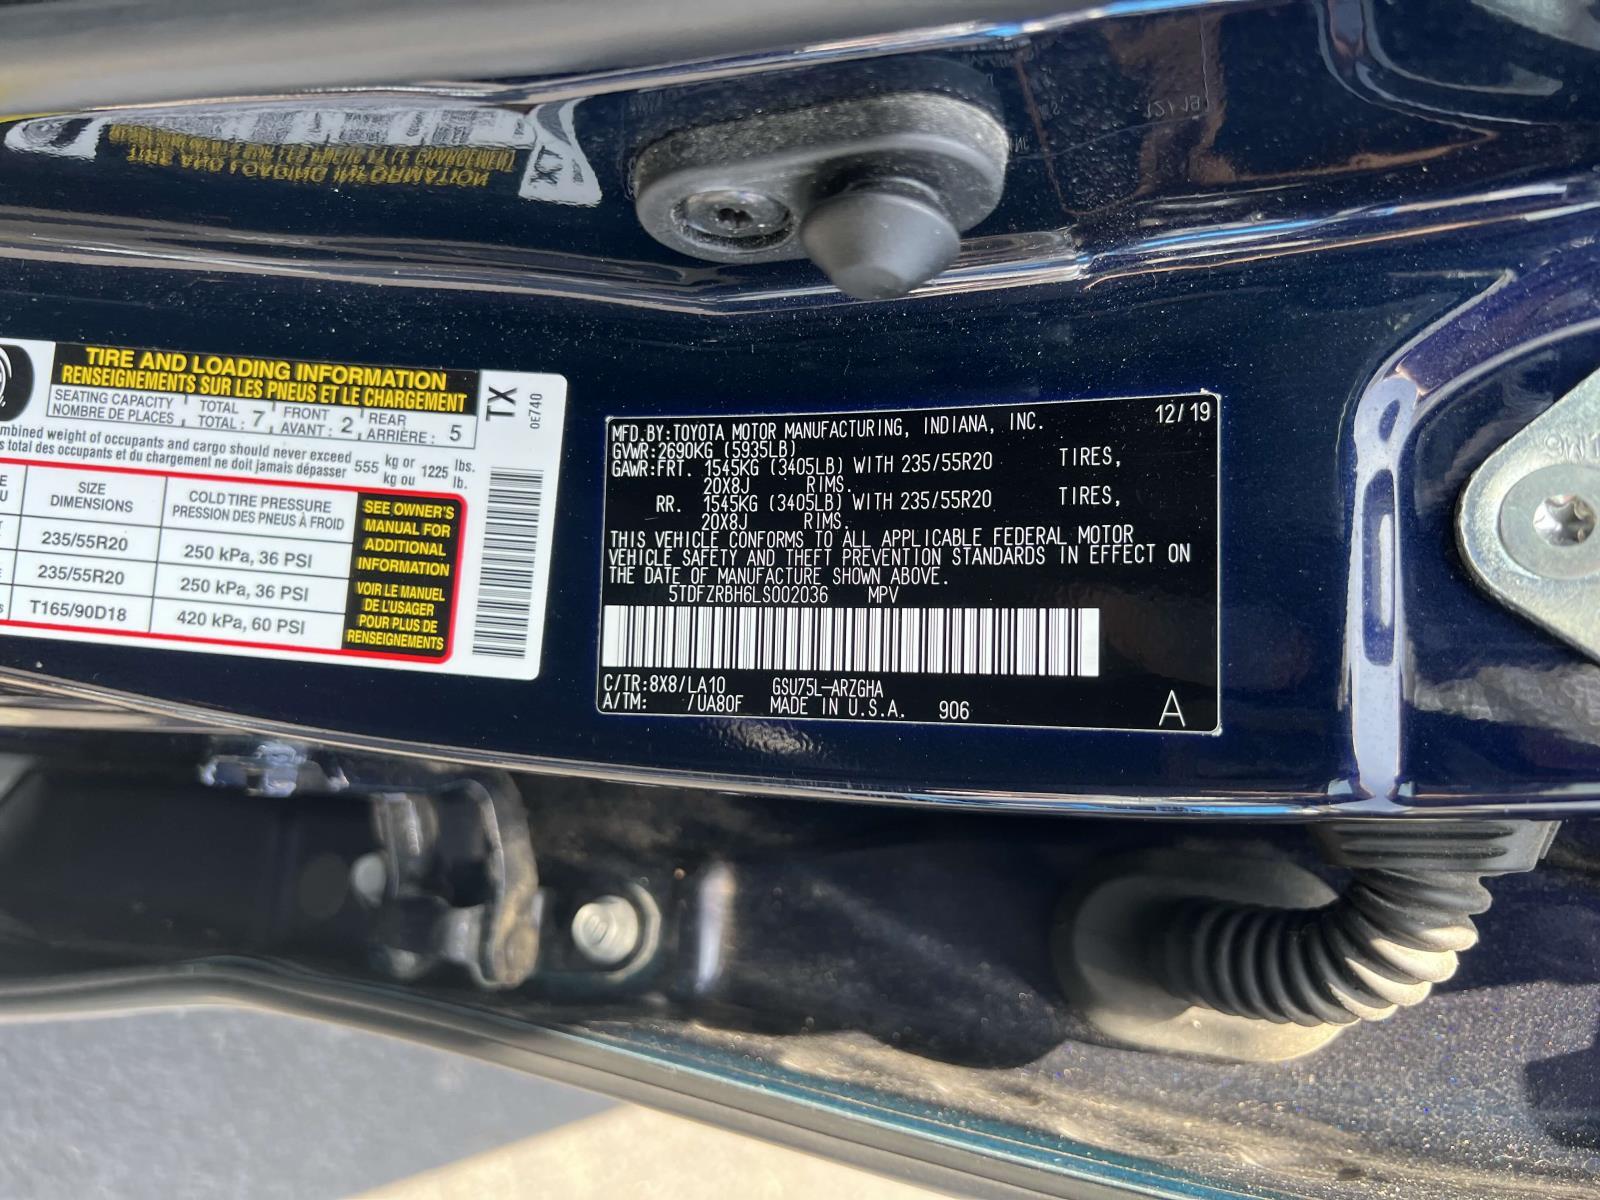 TIRE AND LOADING INFORMATION
RENSEIGNEMENTS SUR LES PNEUS ET LE CHARGEMENT
SEATING CAPACITY TOTAL : 7 FRONT 2 REAR 5
NOMBRE DE PLACES TOTAL : AVANT : ARRIÈRE :
weight of occupants and cargo should never exceed 555 kg or 1225 lbs.
total des occupants et du chargement ne doit jamais dépasser kg ou lb.
SIZE COLD TIRE PRESSURE
DIMENSIONS PRESSION DES PNEUS À FROID
235/55R20 250 kPa, 36 PSI
235/55R20 250 kPa, 36 PSI
T165/90D18 420 kPa, 60 PSI
SEE OWNER'S
MANUAL FOR
ADDITIONAL
INFORMATION
VOIR LE MANUEL
DE L'USAGER
POUR PLUS DE
RENSEIGNEMENTS
TX
0E740
12/19
MFD.BY:TOYOTA MOTOR MANUFACTURING, INDIANA, INC.
GVWR:2690KG (5935LB)
GAWR:FRT. 1545KG (3405LB) WITH 235/55R20 TIRES,
20X8J RIMS.
RR. 1545KG (3405LB) WITH 235/55R20 TIRES,
20X8J RIMS.
THIS VEHICLE CONFORMS TO ALL APPLICABLE FEDERAL MOTOR
VEHICLE SAFETY AND THEFT PREVENTION STANDARDS IN EFFECT ON
THE DATE OF MANUFACTURE SHOWN ABOVE.
5TDFZRBH6LS002036 MPV
C/TR:8X8/LA10 GSU75L-ARZGHA
A/TM: /UA80F MADE IN U.S.A. 906
A